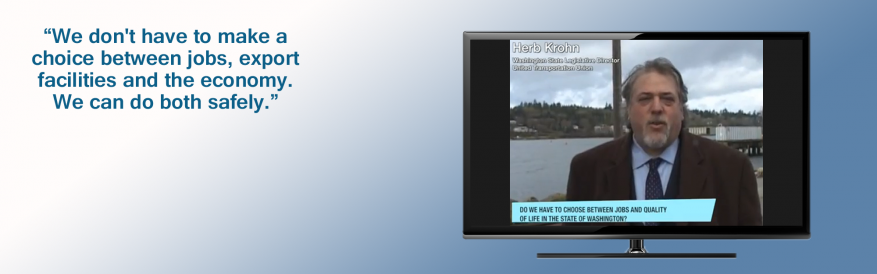 “We don't have to make a
choice between jobs, export
facilities and the economy.
We can do both safely.”
Herb Krohn
Washington State Legislative Director
United Transportation Union
DO WE HAVE TO CHOOSE BETWEEN JOBS AND QUALITY
OF LIFE IN THE STATE OF WASHINGTON?